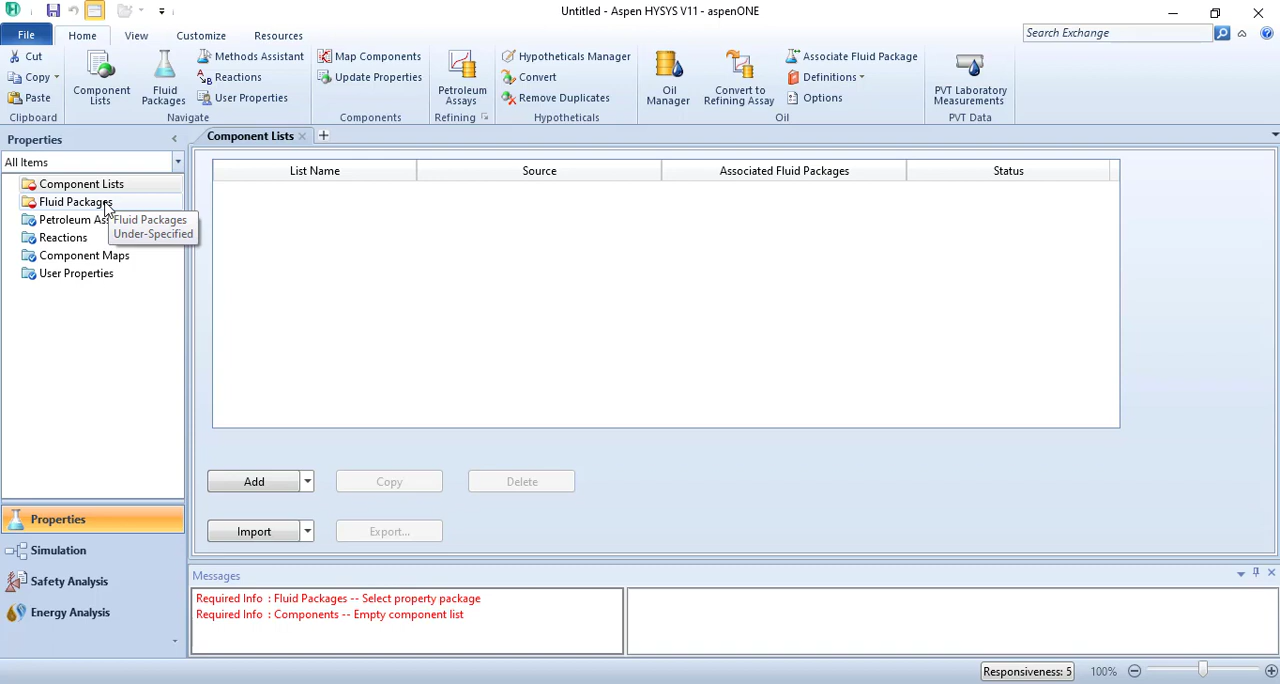 Untitled - Aspen HYSYS V11 - aspenONE
File
Home
View
Customize
Resources
Search Exchange
Cut
Copy
Paste
Clipboard
Component Lists
Fluid Packages
Methods Assistant
Reactions
User Properties
Navigate
Map Components
Update Properties
Components
Petroleum Assays
Refining
Hypotheticals Manager
Convert
Remove Duplicates
Hypotheticals
Oil Manager
Convert to Refining Assay
Associate Fluid Package
Definitions
Options
Oil
PVT Laboratory Measurements
PVT Data
Properties
All Items
Component Lists
Fluid Packages
Petroleum
Reactions
Component Maps
User Properties
Fluid Packages
Under-Specified
Properties
Simulation
Safety Analysis
Energy Analysis
Component Lists
List Name
Source
Associated Fluid Packages
Status
Add
Copy
Delete
Import
Export...
Messages
Required Info : Fluid Packages -- Select property package
Required Info : Components -- Empty component list
Responsiveness: 5
100%